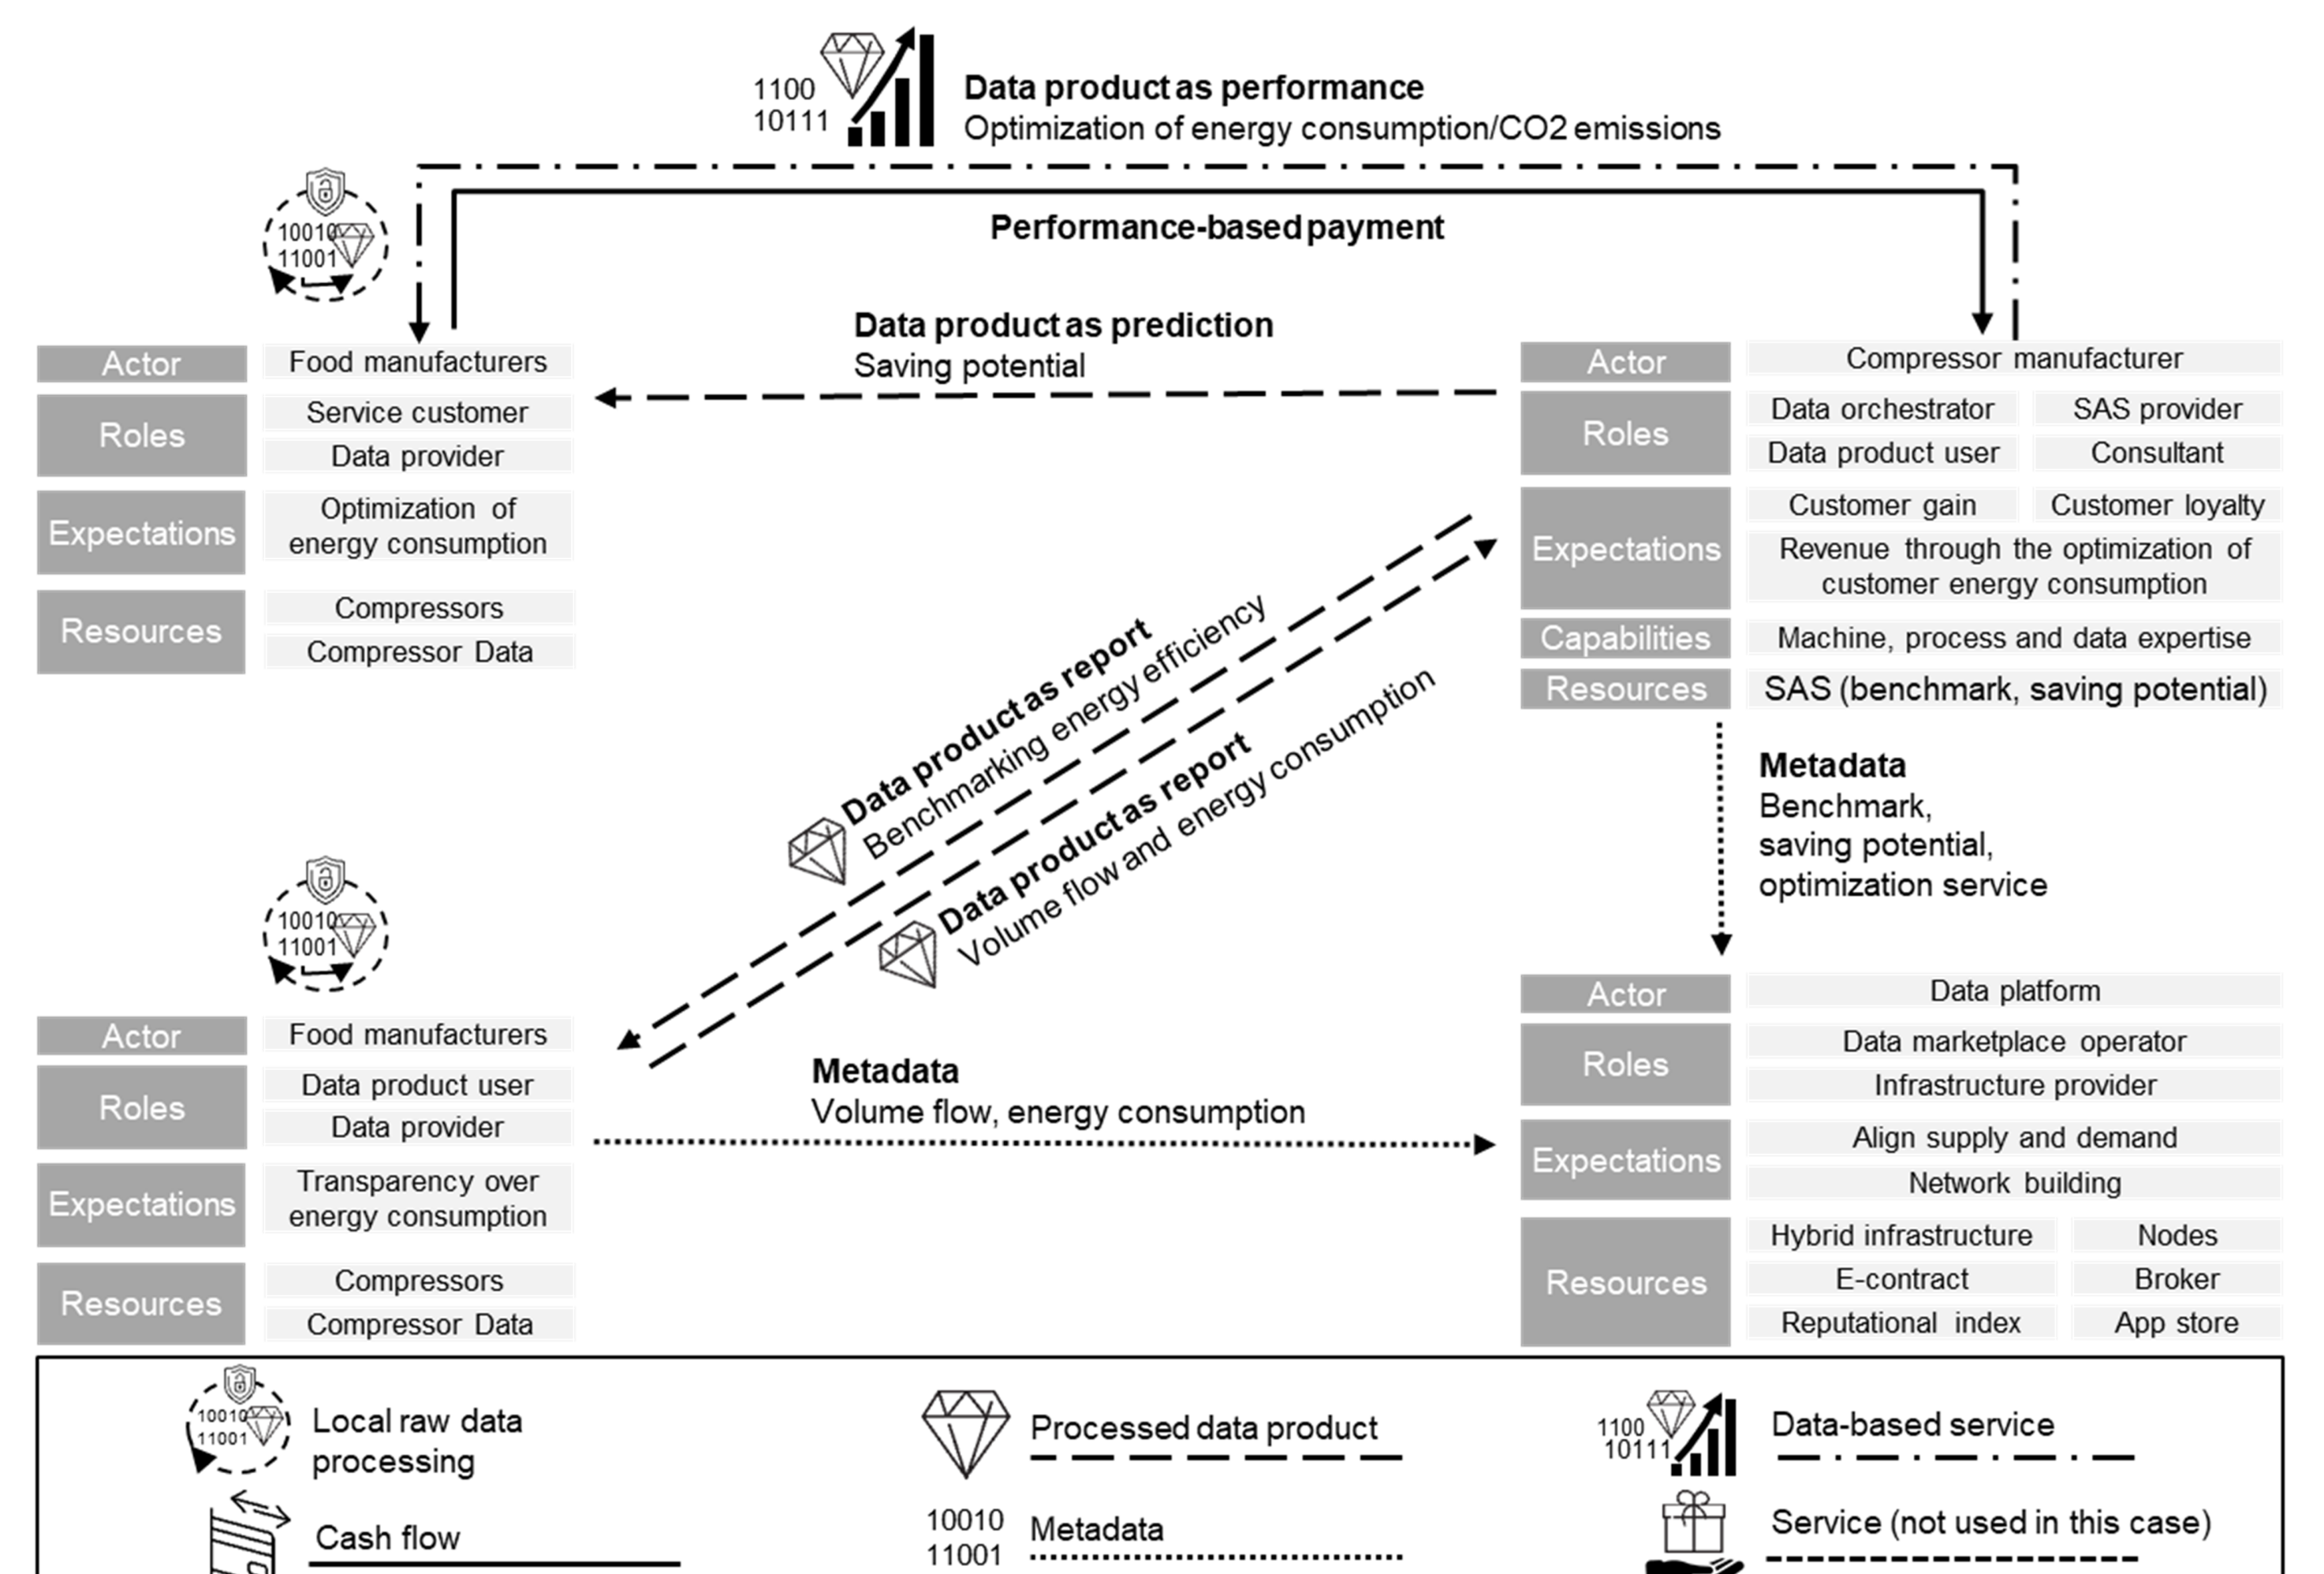 1100
10111
Data product as performance
Optimization of energy consumption/CO2 emissions
10010
11001
Performance-based payment
Data product as prediction
Saving potential
Actor
Food manufacturers
Roles
Service customer
Data provider
Expectations
Optimization of
energy consumption
Resources
Compressors
Compressor Data
Actor
Compressor manufacturer
Roles
Data orchestrator
SAS provider
Data product user
Consultant
Expectations
Customer gain
Customer loyalty
Revenue through the optimization of
customer energy consumption
Capabilities
Machine, process and data expertise
Resources
SAS (benchmark, saving potential)
Data product as report
Benchmarking energy efficiency
Data product as report
Volume flow and energy consumption
Metadata
Benchmark,
saving potential,
optimization service
10010
11001
Actor
Food manufacturers
Roles
Data product user
Data provider
Expectations
Transparency over
energy consumption
Resources
Compressors
Compressor Data
Metadata
Volume flow, energy consumption
Actor
Data platform
Roles
Data marketplace operator
Infrastructure provider
Expectations
Align supply and demand
Network building
Resources
Hybrid infrastructure
Nodes
E-contract
Broker
Reputational index
App store
10010
11001
Local raw data
processing
Processed data product
1100
10111
Data-based service
Cash flow
10010
11001
Metadata
Service (not used in this case)